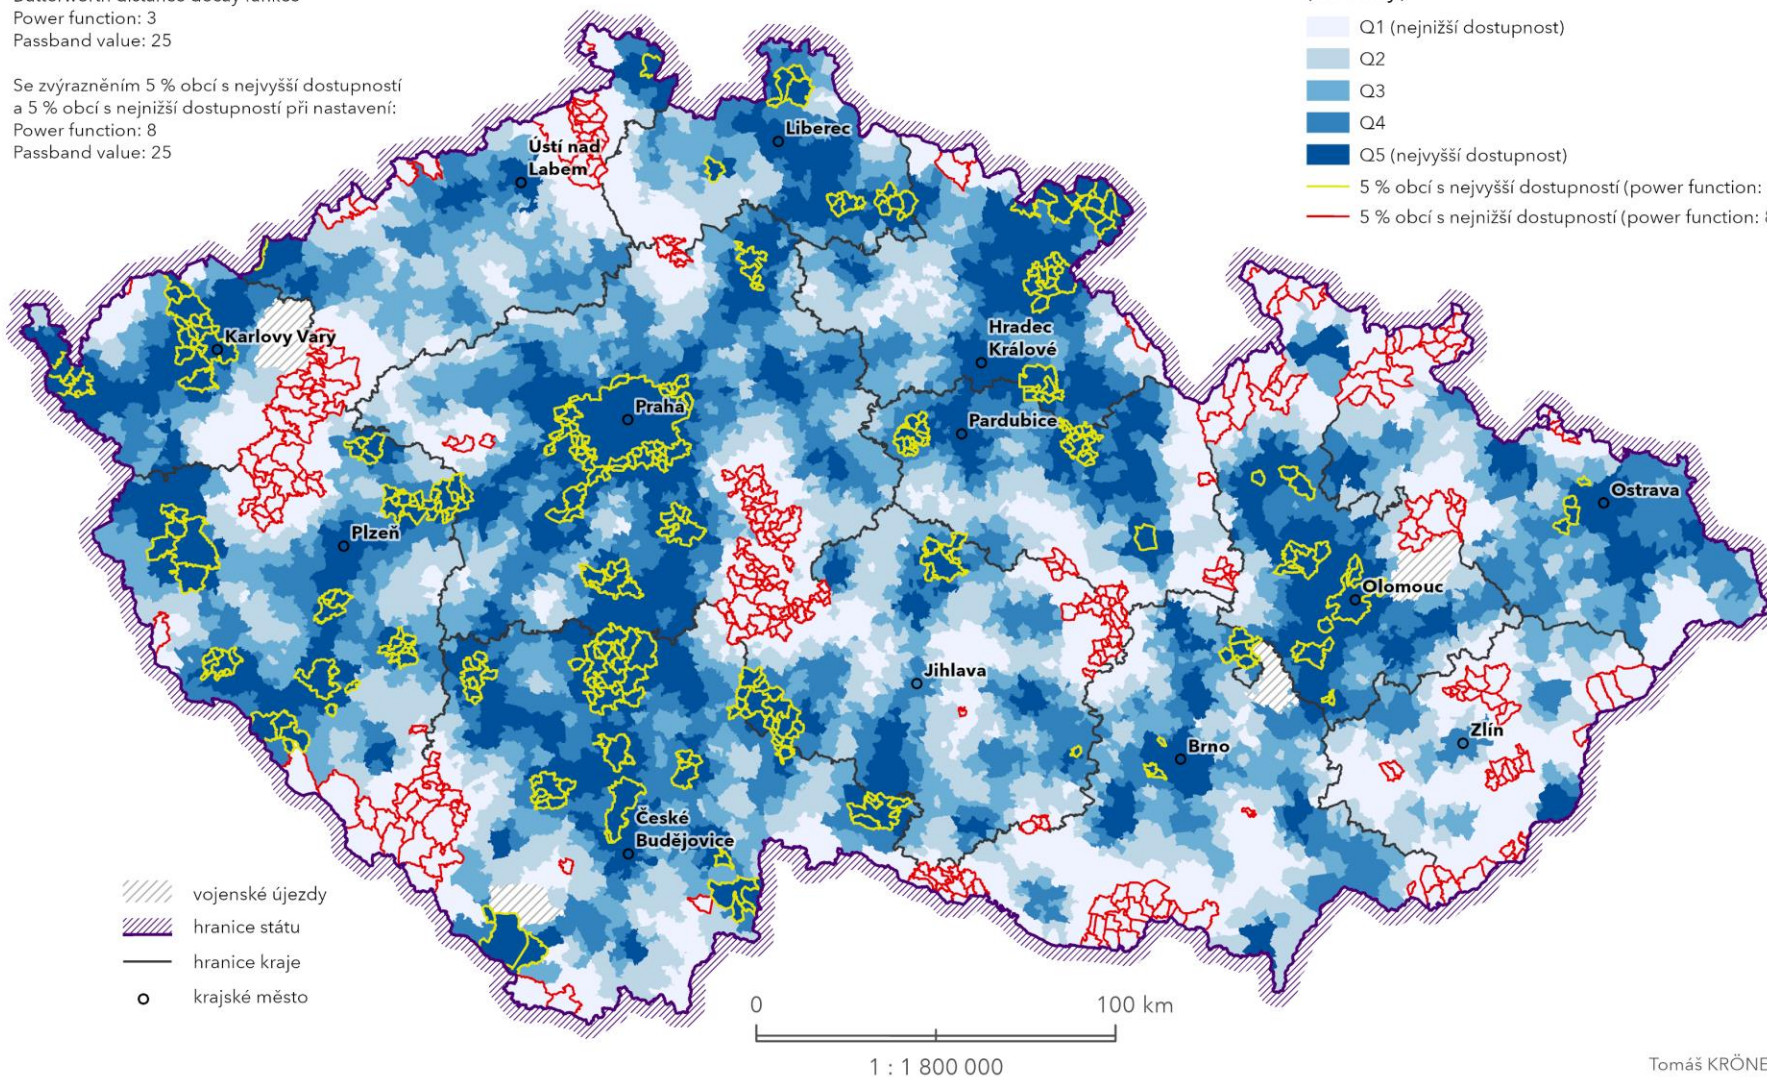 Power function: 3
Passband value: 25
Se zvýrazněním 5 % obcí s nejvyšší dostupností
a 5 % obcí s nejnižší dostupností při nastavení:
Power function: 8
Passband value: 25
Q1 (nejnižší dostupnost)
Q2
Q3
Q4
Q5 (nejvyšší dostupnost)
5 % obcí s nejvyšší dostupností (power function:
5 % obcí s nejnižší dostupností (power function: 8
Liberec
Ústí nad
Labem
Karlovy Vary
Hradec
Králové
Praha
Pardubice
Ostrava
Plzeň
Olomouc
Jihlava
Zlín
Brno
České
Budějovice
vojenské újezdy
hranice státu
hranice kraje
krajské město
0 100 km
1 : 1 800 000
Tomáš KRÖNE